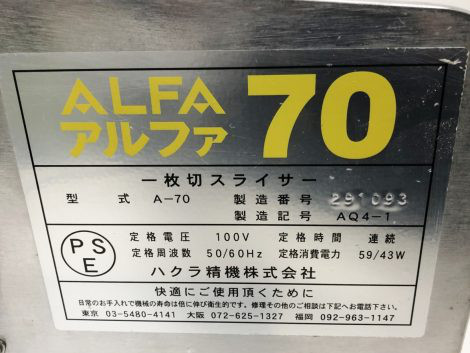 ALFA
アルファ 70
一枚切スライサー
型 式 A-70 製造番号 291093
製造記号 AQ4-1
PSE
定格電圧 100V 定格時間 連続
定格周波数 50/60Hz 定格消費電力 59/43W
ハクラ精機株式会社
快適にご使用頂くために
日常のお手入れで機械の寿命は倍に伸び衛生的です。修理その他のご相談は下記へお電話下さい。
東京 03-5480-4141 大阪 072-625-1327 福岡 092-963-1147